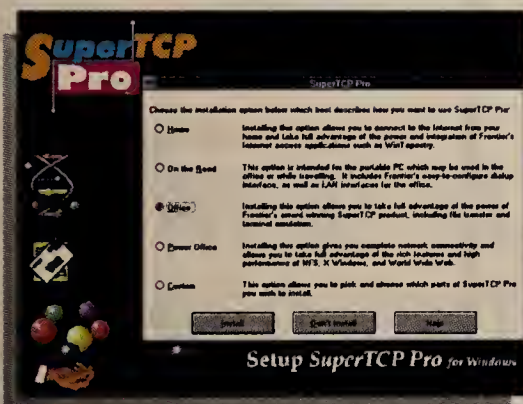 SuperTCP
Pro
SuperTCP Pro
Choose the installation option below which best describes how you want to use SuperTCP Pro
Home
Installing this option allows you to connect to the Internet from your
home and take full advantage of the power and integration of Frontier's
Internet access applications such as WinTapestry.
On the Road
This option is intended for the portable PC which may be used in the
office or while travelling. It includes Frontier's easy-to-configure dialup
interface, as well as LAN interfaces for the office.
Office
Installing this option allows you to take full advantage of the power of
Frontier's award winning SuperTCP product, including file transfer and
terminal emulation.
Power Office
Installing this option gives you complete network connectivity and
allows you to take full advantage of the rich features and high
performance of NFS, X Windows, and World Wide Web.
Custom
This option allows you to pick and choose which parts of SuperTCP Pro
you wish to install.
Install
Don't Install
Help
Setup SuperTCP Pro for Windows